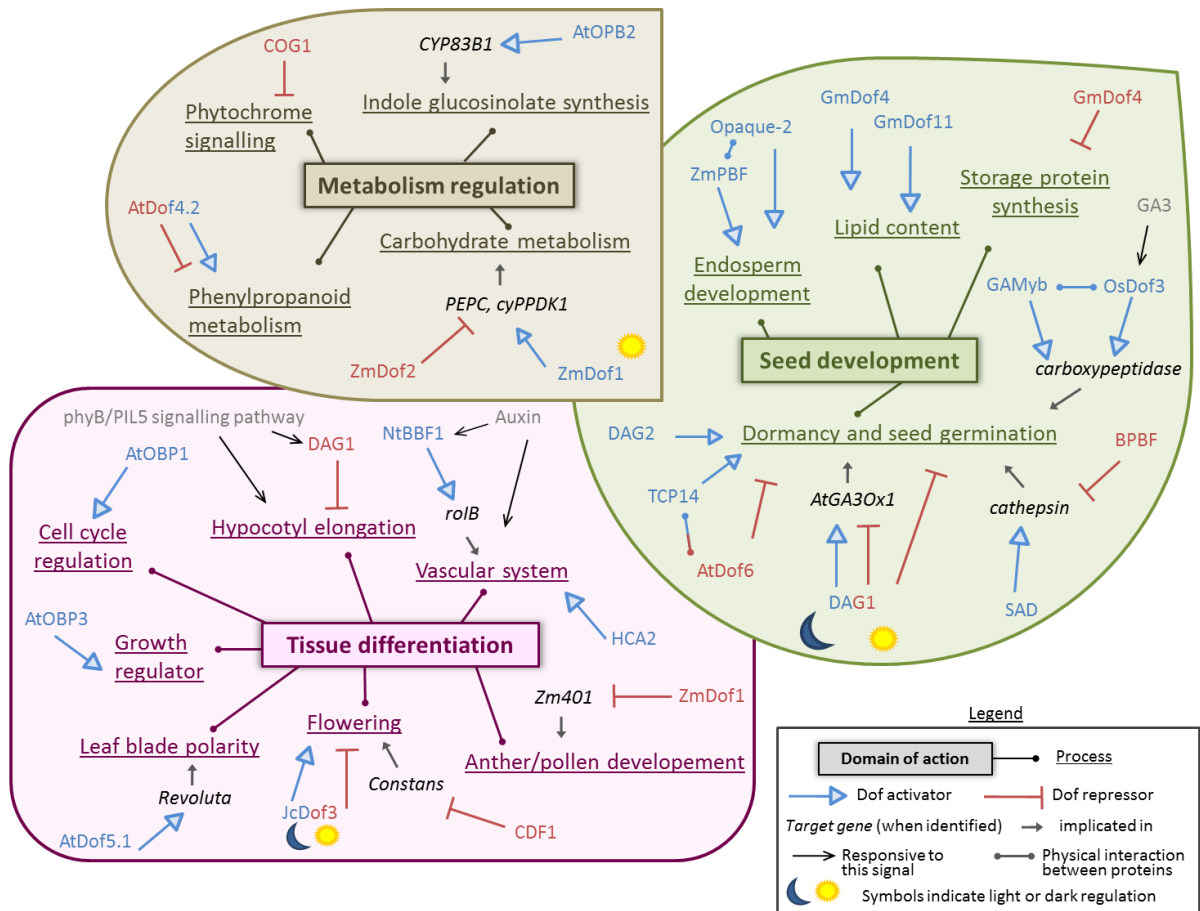 COG1
CYP83B1
AtOPB2
Phytochrome
signalling
Indole glucosinolate synthesis
Metabolism regulation
AtDof4.2
Carbohydrate metabolism
Phenylpropanoid
metabolism
PEPC, cyPPDK1
ZmDof2
ZmDof1
GmDof4
GmDof11
GmDof4
Opaque-2
ZmPBF
Storage protein
synthesis
GA3
Lipid content
Endosperm
development
GAMyb
OsDof3
Seed development
carboxypeptidase
DAG2
Dormancy and seed germination
BPBF
TCP14
AtGA3Ox1
cathepsin
AtDof6
DAG1
SAD
phyB/PIL5 signalling pathway
Auxin
DAG1
NtBBF1
AtOBP1
rolB
Cell cycle
regulation
Hypocotyl elongation
Vascular system
AtOBP3
Growth
regulator
Tissue differentiation
HCA2
Zm401
ZmDof1
Flowering
Leaf blade polarity
Anther/pollen developement
Revoluta
Constans
JcDof3
AtDof5.1
CDF1
Legend
Domain of action
Process
Dof activator
Dof repressor
Target gene (when identified)
implicated in
Responsive to
this signal
Physical interaction
between proteins
Symbols indicate light or dark regulation